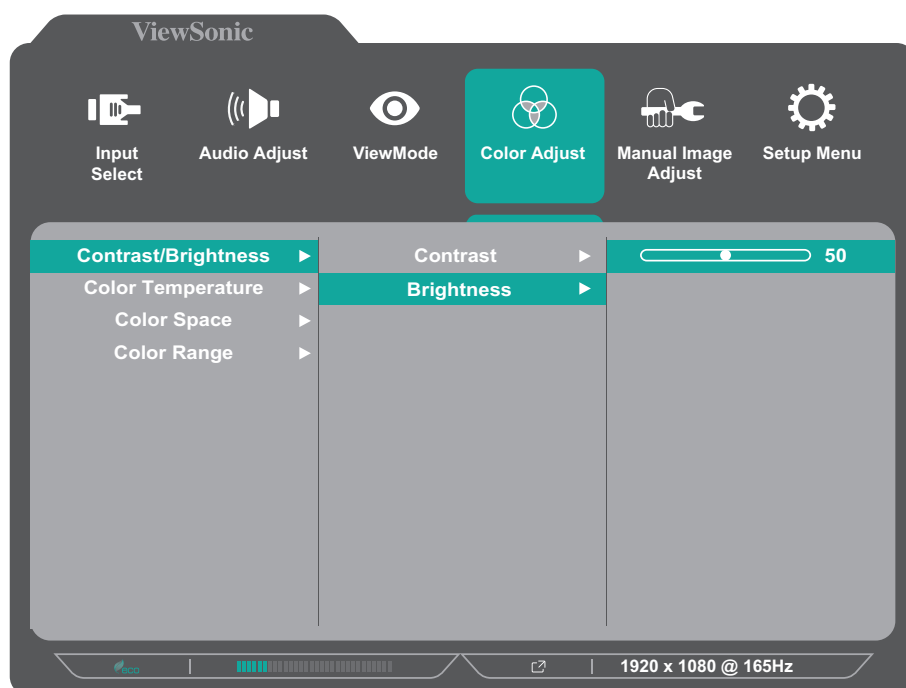 ViewSonic
Input Select
Audio Adjust
ViewMode
Color Adjust
Manual Image Adjust
Setup Menu
Contrast/Brightness
Contrast
50
Color Temperature
Brightness
Color Space
Color Range
eco
1920 x 1080 @ 165Hz